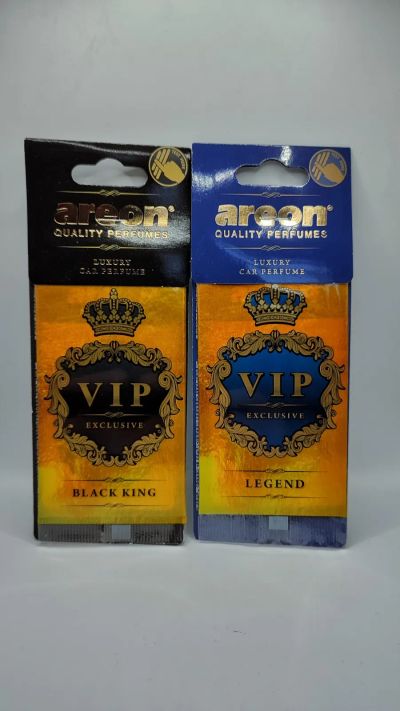 areon®
QUALITY PERFUMES
LUXURY
CAR PERFUME
VIP
EXCLUSIVE
BLACK KING
areon®
QUALITY PERFUMES
LUXURY
CAR PERFUME
VIP
EXCLUSIVE
LEGEND